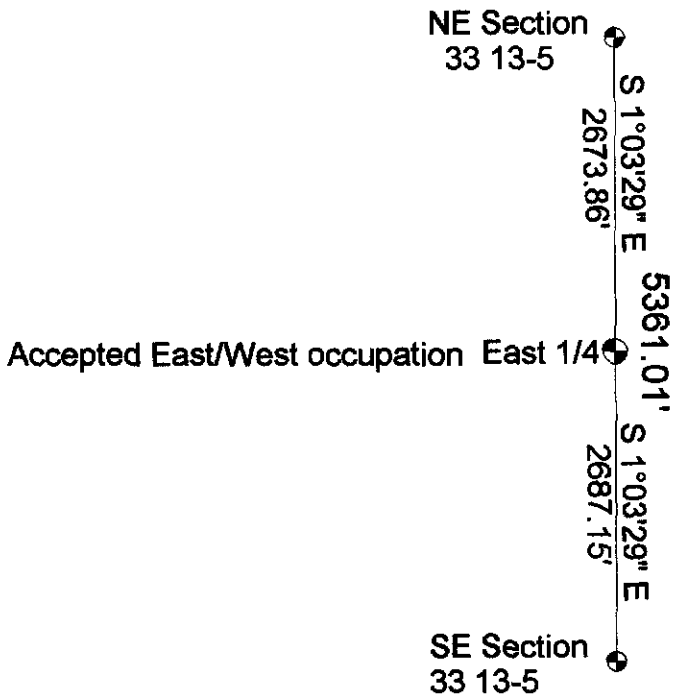 NE Section
33 13-5
S 1°03'29" E
2673.86'
5361.01'
Accepted East/West occupation East 1/4
S 1°03'29" E
2687.15'
SE Section
33 13-5